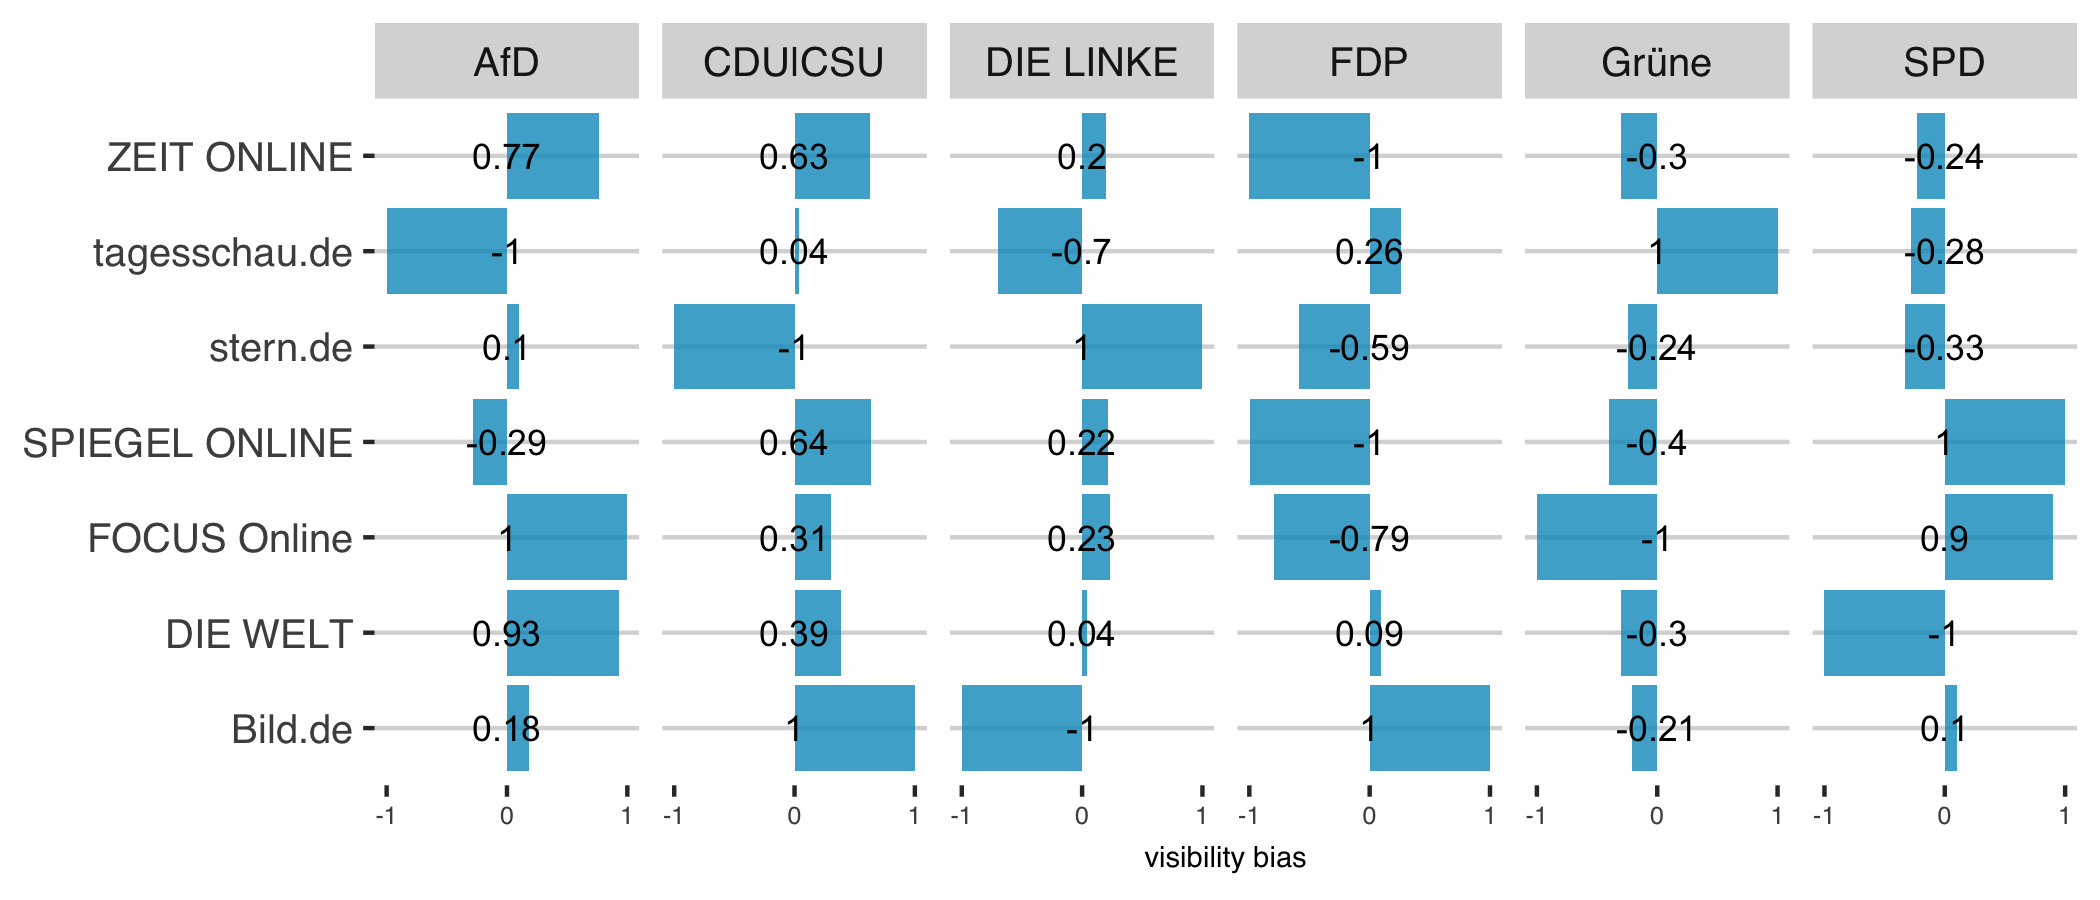 AfD CDU|CSU DIE LINKE FDP Grüne SPD
ZEIT ONLINE 0.77 0.63 0.2 -1 -0.3 -0.24
tagesschau.de -1 0.04 -0.7 0.26 1 -0.28
stern.de 0.1 -1 1 -0.59 -0.24 -0.33
SPIEGEL ONLINE -0.29 0.64 0.22 -1 -0.4 1
FOCUS Online 1 0.31 0.23 -0.79 -1 0.9
DIE WELT 0.93 0.39 0.04 0.09 -0.3 -1
Bild.de 0.18 1 -1 1 -0.21 0.1
-1 0 1 -1 0 1 -1 0 1 -1 0 1 -1 0 1 -1 0 1
visibility bias